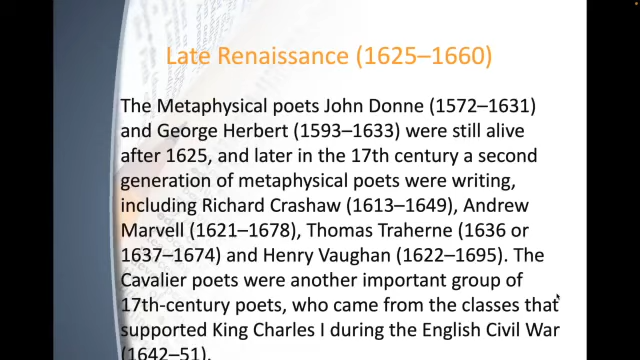 Late Renaissance (1625–1660)
The Metaphysical poets John Donne (1572–1631)
and George Herbert (1593–1633) were still alive
after 1625, and later in the 17th century a second
generation of metaphysical poets were writing,
including Richard Crashaw (1613–1649), Andrew
Marvell (1621–1678), Thomas Traherne (1636 or
1637–1674) and Henry Vaughan (1622–1695). The
Cavalier poets were another important group of
17th-century poets, who came from the classes that
supported King Charles I during the English Civil War
(1642–51).